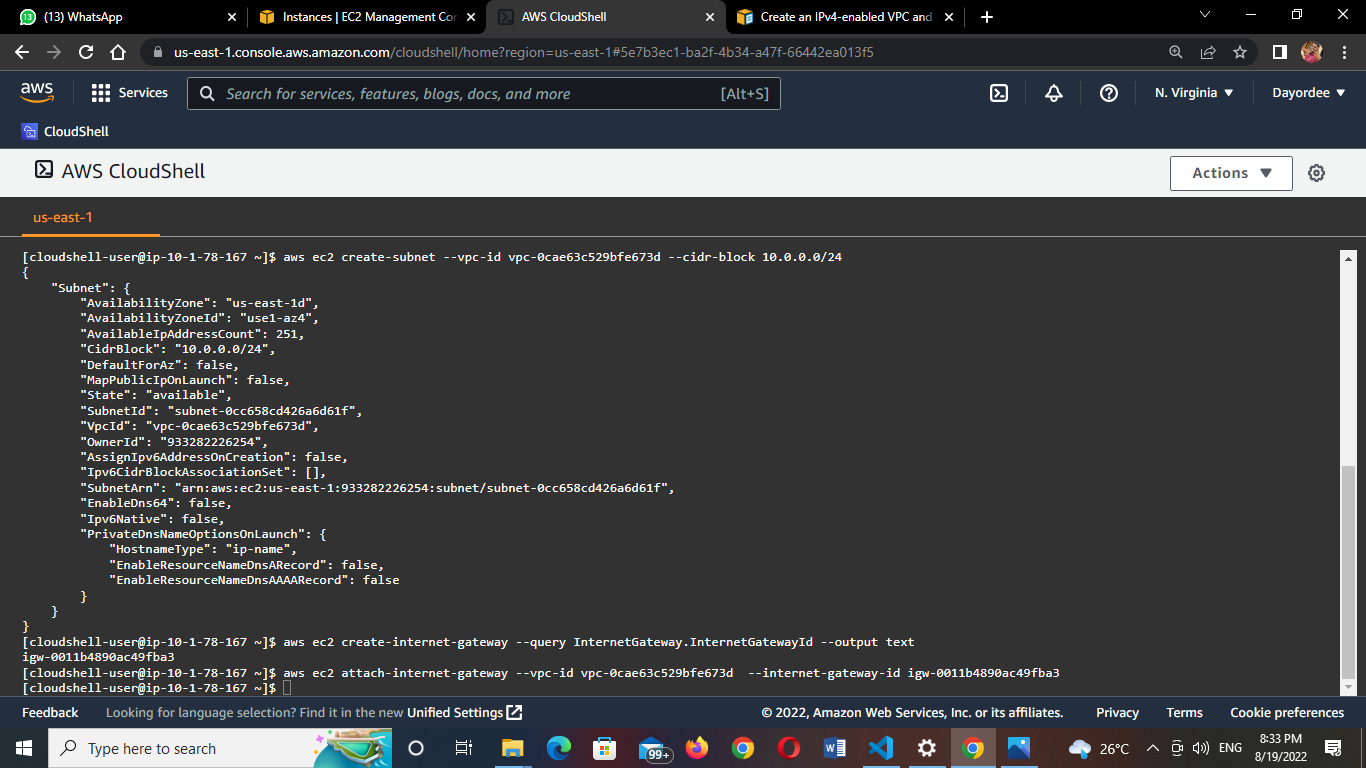 (13) WhatsApp
Instances | EC2 Management Con
AWS CloudShell
Create an IPv4-enabled VPC and
us-east-1.console.aws.amazon.com/cloudshell/home?region=us-east-1#5e7b3ec1-ba2f-4b34-a47f-66442ea013f5
aws
Services
Search for services, features, blogs, docs, and more
[Alt+S]
N. Virginia
Dayordee
CloudShell
AWS CloudShell
Actions
us-east-1
[cloudshell-user@ip-10-1-78-167 ~]$ aws ec2 create-subnet --vpc-id vpc-0cae63c529bfe673d --cidr-block 10.0.0.0/24
{
    "Subnet": {
        "AvailabilityZone": "us-east-1d",
        "AvailabilityZoneId": "use1-az4",
        "AvailableIpAddressCount": 251,
        "CidrBlock": "10.0.0.0/24",
        "DefaultForAz": false,
        "MapPublicIpOnLaunch": false,
        "State": "available",
        "SubnetId": "subnet-0cc658cd426a6d61f",
        "VpcId": "vpc-0cae63c529bfe673d",
        "OwnerId": "933282226254",
        "AssignIpv6AddressOnCreation": false,
        "Ipv6CidrBlockAssociationSet": [],
        "SubnetArn": "arn:aws:ec2:us-east-1:933282226254:subnet/subnet-0cc658cd426a6d61f",
        "EnableDns64": false,
        "Ipv6Native": false,
        "PrivateDnsNameOptionsOnLaunch": {
            "HostnameType": "ip-name",
            "EnableResourceNameDnsARecord": false,
            "EnableResourceNameDnsAAAARecord": false
        }
    }
}
[cloudshell-user@ip-10-1-78-167 ~]$ aws ec2 create-internet-gateway --query InternetGateway.InternetGatewayId --output text
igw-0011b4890ac49fba3
[cloudshell-user@ip-10-1-78-167 ~]$ aws ec2 attach-internet-gateway --vpc-id vpc-0cae63c529bfe673d  --internet-gateway-id igw-0011b4890ac49fba3
[cloudshell-user@ip-10-1-78-167 ~]$
Feedback
Looking for language selection? Find it in the new Unified Settings
© 2022, Amazon Web Services, Inc. or its affiliates.
Privacy
Terms
Cookie preferences
Type here to search
99+
26°C
ENG
8:33 PM
8/19/2022